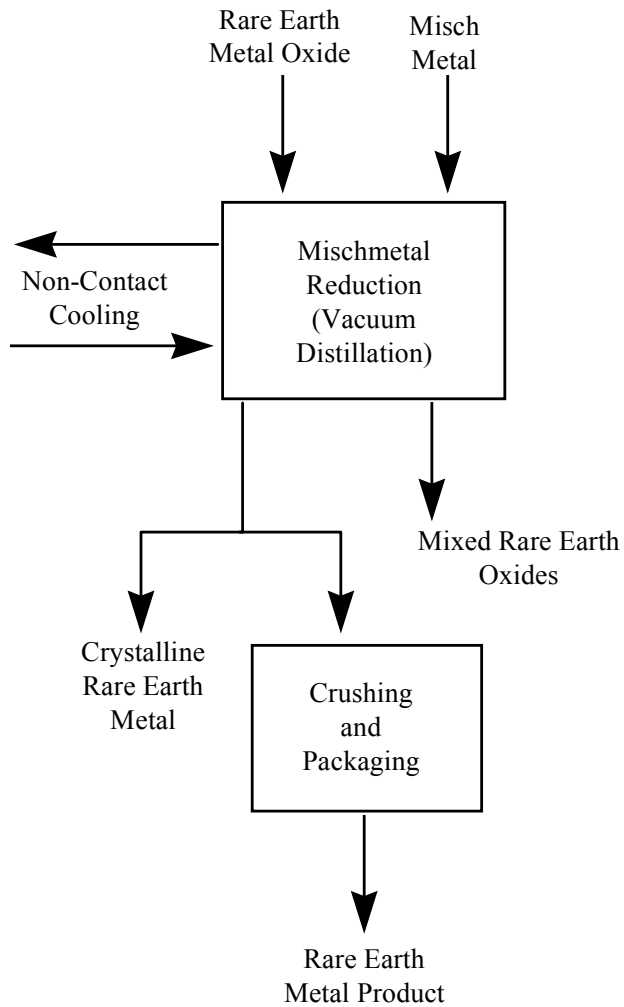 Rare Earth
Metal Oxide
Misch
Metal
Mischmetal
Reduction
(Vacuum
Distillation)
Non-Contact
Cooling
Mixed Rare Earth
Oxides
Crystalline
Rare Earth
Metal
Crushing
and
Packaging
Rare Earth
Metal Product